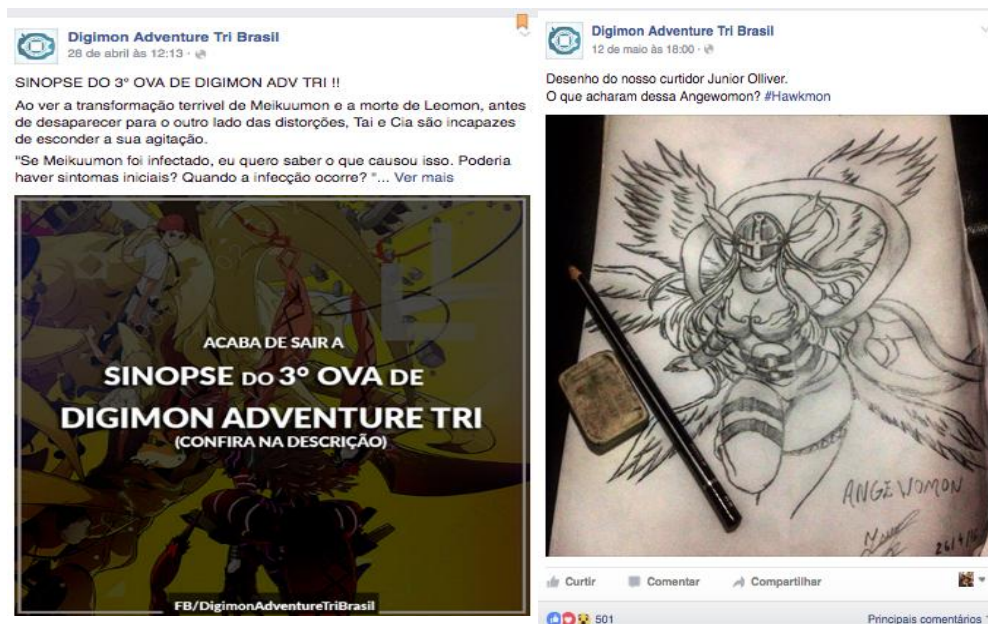 Digimon Adventure Tri Brasil
28 de abril às 12:13
SINOPSE DO 3º OVA DE DIGIMON ADV TRI !!
Ao ver a transformação terrivel de Meikuumon e a morte de Leomon, antes
de desaparecer para o outro lado das distorções, Tai e Cia são incapazes
de esconder a sua agitação.
"Se Meikuumon foi infectado, eu quero saber o que causou isso. Poderia
haver sintomas iniciais? Quando a infecção ocorre? "... Ver mais
ACABA DE SAIR A
SINOPSE DO 3º OVA DE
DIGIMON ADVENTURE TRI
(CONFIRA NA DESCRIÇÃO)
FB/DigimonAdventureTriBrasil
Digimon Adventure Tri Brasil
12 de maio às 18:00
Desenho do nosso curtidor Junior Olliver.
O que acharam dessa Angewomon? #Hawkmon
ANGEWOMON
26/4/16
Curtir Comentar Compartilhar
501 Principais comentários